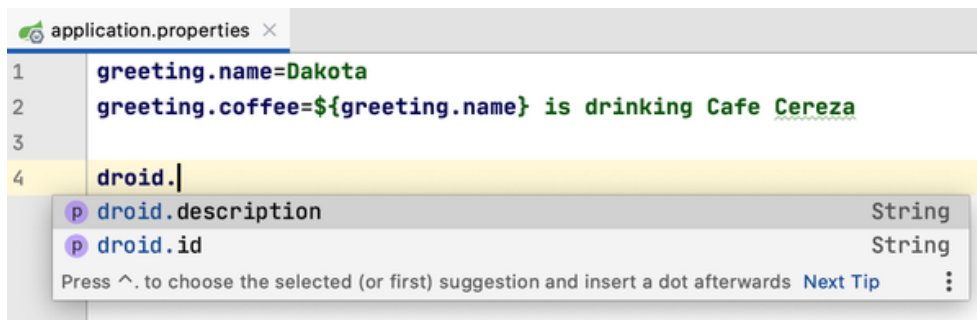 application.properties
1 greeting.name=Dakota
2 greeting.coffee=${greeting.name} is drinking Cafe Cereza
3
4 droid.
p droid.description String
p droid.id String
Press ^. to choose the selected (or first) suggestion and insert a dot afterwards Next Tip